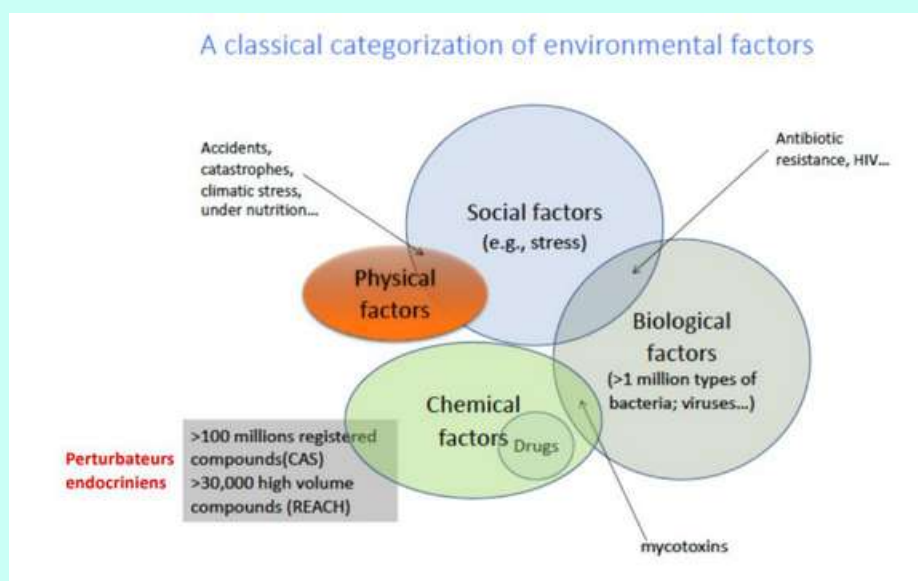 A classical categorization of environmental factors
Accidents,
catastrophes,
climatic stress,
under nutrition...
Antibiotic
resistance, HIV...
Social factors
(e.g., stress)
Physical
factors
Biological
factors
(>1 million types of
bacteria; viruses...)
Chemical
factors
Drugs
Perturbateurs
endocriniens
>100 millions registered
compounds(CAS)
>30,000 high volume
compounds (REACH)
mycotoxins